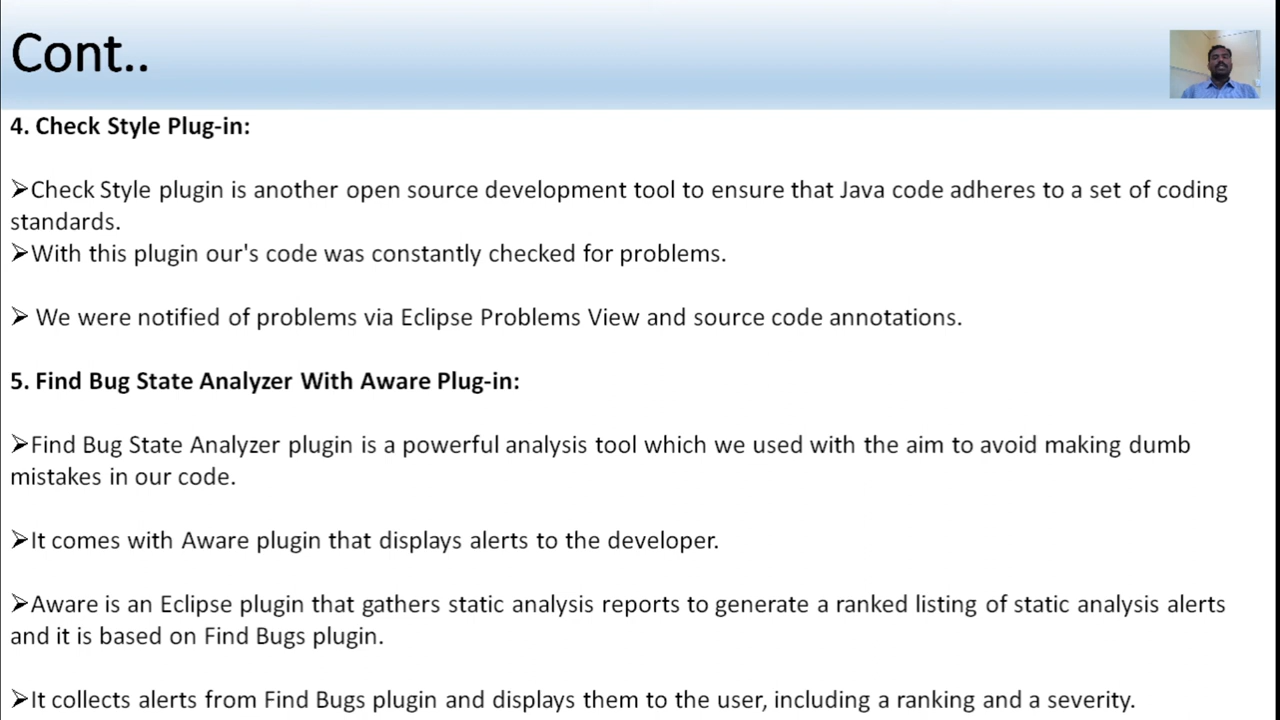 Cont..
4. Check Style Plug-in:
➢Check Style plugin is another open source development tool to ensure that Java code adheres to a set of coding
standards.
➢With this plugin our's code was constantly checked for problems.
➢ We were notified of problems via Eclipse Problems View and source code annotations.
5. Find Bug State Analyzer With Aware Plug-in:
➢Find Bug State Analyzer plugin is a powerful analysis tool which we used with the aim to avoid making dumb
mistakes in our code.
➢It comes with Aware plugin that displays alerts to the developer.
➢Aware is an Eclipse plugin that gathers static analysis reports to generate a ranked listing of static analysis alerts
and it is based on Find Bugs plugin.
➢It collects alerts from Find Bugs plugin and displays them to the user, including a ranking and a severity.